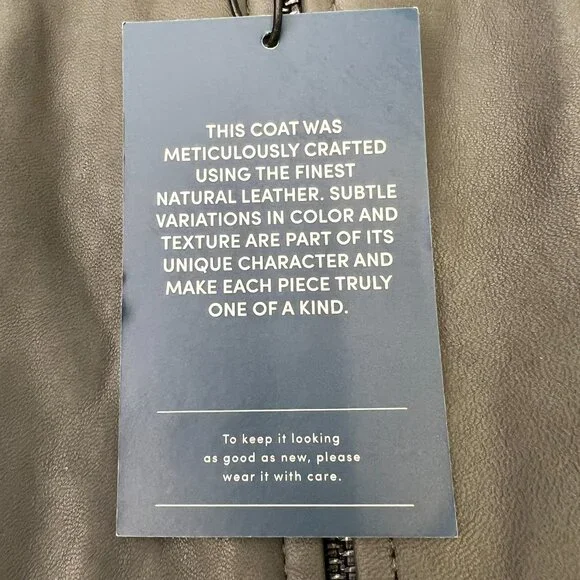 THIS COAT WAS
METICULOUSLY CRAFTED
USING THE FINEST
NATURAL LEATHER. SUBTLE
VARIATIONS IN COLOR AND
TEXTURE ARE PART OF ITS
UNIQUE CHARACTER AND
MAKE EACH PIECE TRULY
ONE OF A KIND.
To keep it looking
as good as new, please
wear it with care.